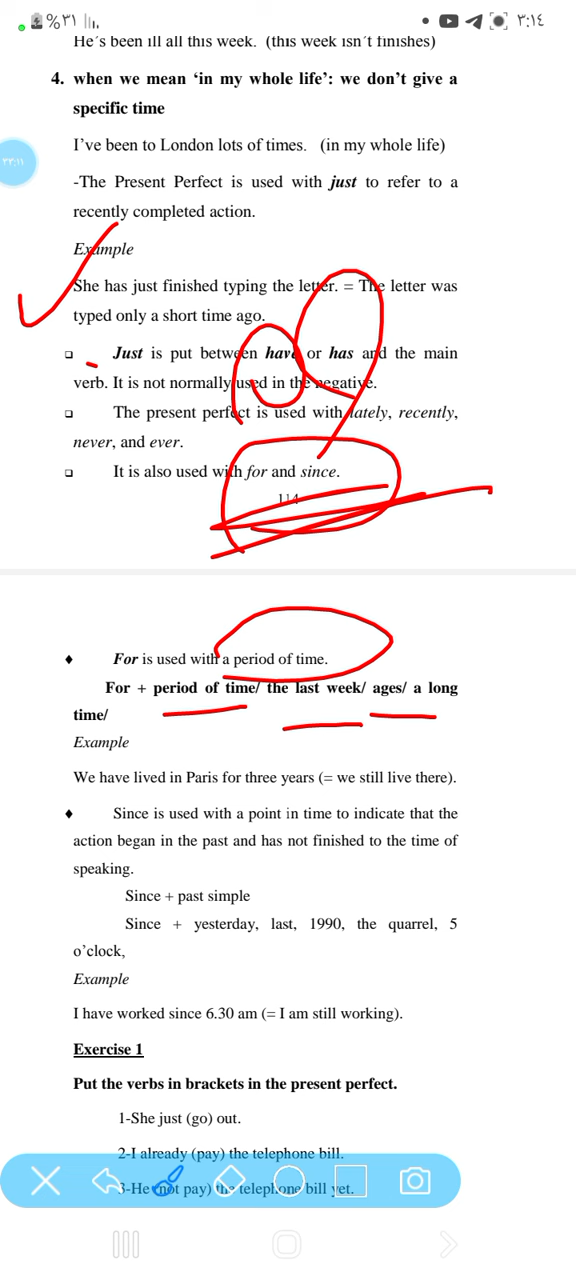 %٣١
٣:١٤
He's been ill all this week. (this week isn't finishes)
4. when we mean ‘in my whole life’: we don’t give a
specific time
I’ve been to London lots of times. (in my whole life)
٣٣:١١
-The Present Perfect is used with just to refer to a
recently completed action.
Example
She has just finished typing the letter. = The letter was
typed only a short time ago.
Just is put between have or has and the main
verb. It is not normally used in the negative.
The present perfect is used with lately, recently,
never, and ever.
It is also used with for and since.
114
For is used with a period of time.
For + period of time/ the last week/ ages/ a long
time/
Example
We have lived in Paris for three years (= we still live there).
Since is used with a point in time to indicate that the
action began in the past and has not finished to the time of
speaking.
Since + past simple
Since + yesterday, last, 1990, the quarrel, 5
o’clock,
Example
I have worked since 6.30 am (= I am still working).
Exercise 1
Put the verbs in brackets in the present perfect.
1-She just (go) out.
2-I already (pay) the telephone bill.
3-He (not pay) the telephone bill yet.